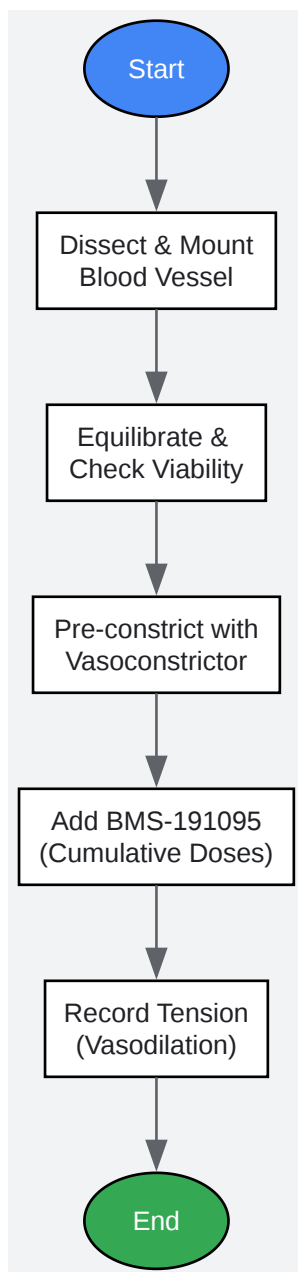 Start
Dissect & Mount
Blood Vessel
Equilibrate &
Check Viability
Pre-constrict with
Vasoconstrictor
Add BMS-191095
(Cumulative Doses)
Record Tension
(Vasodilation)
End